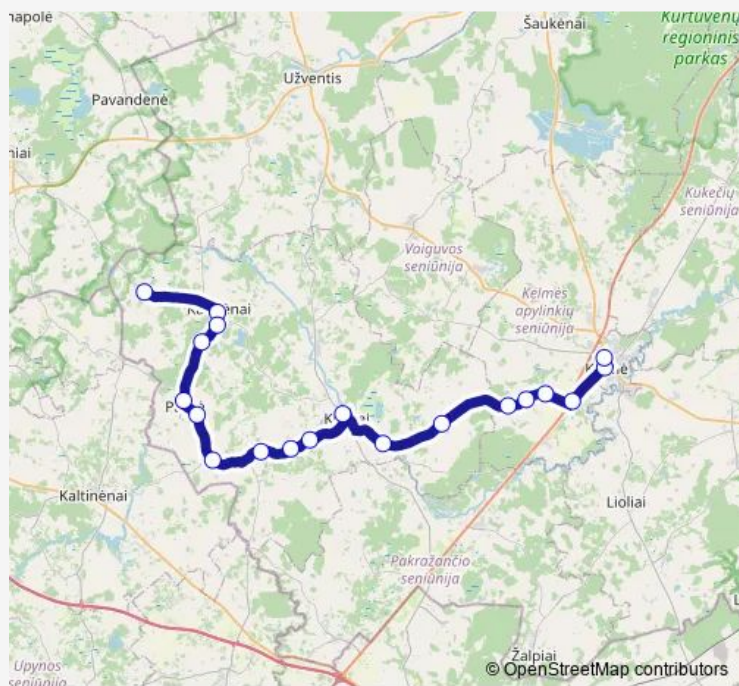 Šaukėnai
Kurtuvėnų
regioninis
parkas
Užventis
Pavandenė
Kukečių
seniūnija
Vaiguvos
seniūnija
Kelmės
apylinkių
seniūnija
Kaltinėnai
Lioliai
Pakražančio
seniūnija
Žalpiai
Upynos
seniūnija
© OpenStreetMap contributors